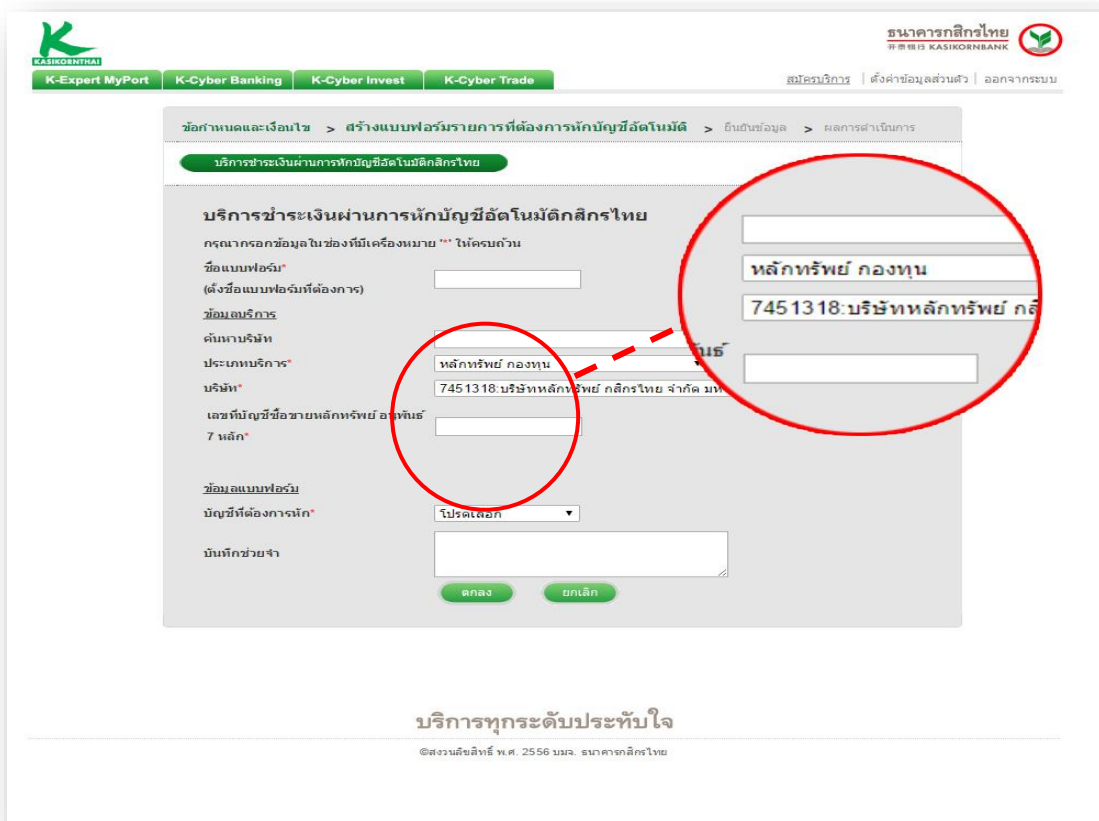 KASIKORNTHAI
ธนาคารกสิกรไทย
开泰银行 KASIKORNBANK
K-Expert MyPort K-Cyber Banking K-Cyber Invest K-Cyber Trade
สมัครบริการ | ตั้งค่าข้อมูลส่วนตัว | ออกจากระบบ
ข้อกำหนดและเงื่อนไข > สร้างแบบฟอร์มรายการที่ต้องการหักบัญชีอัตโนมัติ > ยืนยันข้อมูล > ผลการดำเนินการ
บริการชำระเงินผ่านการหักบัญชีอัตโนมัติกสิกรไทย
บริการชำระเงินผ่านการหักบัญชีอัตโนมัติกสิกรไทย
กรุณากรอกข้อมูลในช่องที่มีเครื่องหมาย '*' ให้ครบถ้วน
ชื่อแบบฟอร์ม*
(ตั้งชื่อแบบฟอร์มที่ต้องการ)
ข้อมูลบริการ
ค้นหาบริษัท
ประเภทบริการ* หลักทรัพย์ กองทุน
บริษัท* 7451318:บริษัทหลักทรัพย์ กสิกรไทย จำกัด มห
เลขที่บัญชีซื้อขายหลักทรัพย์ อนุพันธ์
7 หลัก*
หลักทรัพย์ กองทุน
7451318:บริษัทหลักทรัพย์ กสิ
พันธ์
ข้อมูลแบบฟอร์ม
บัญชีที่ต้องการหัก* โปรดเลือก
บันทึกช่วยจำ
ตกลง ยกเลิก
บริการทุกระดับประทับใจ
©สงวนลิขสิทธิ์ พ.ศ. 2556 บมจ. ธนาคารกสิกรไทย